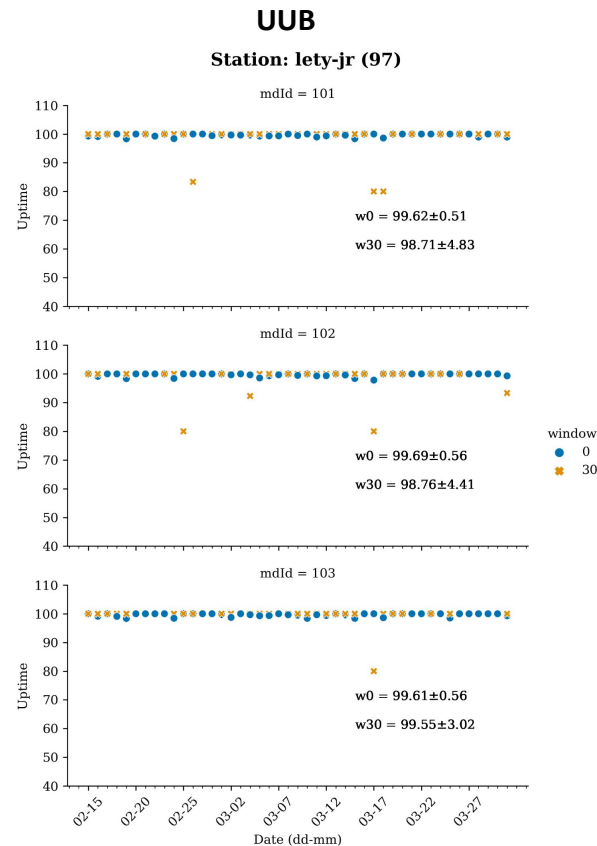 UUB
Station: lety-jr (97)
mdId = 101
110
100
90
80
70
60
50
40
Uptime
w0 = 99.62±0.51
w30 = 98.71±4.83
mdId = 102
110
100
90
80
70
60
50
40
Uptime
w0 = 99.69±0.56
w30 = 98.76±4.41
window
0
30
mdId = 103
110
100
90
80
70
60
50
40
Uptime
w0 = 99.61±0.56
w30 = 99.55±3.02
02-15
02-20
02-25
03-02
03-07
03-12
03-17
03-22
03-27
Date (dd-mm)